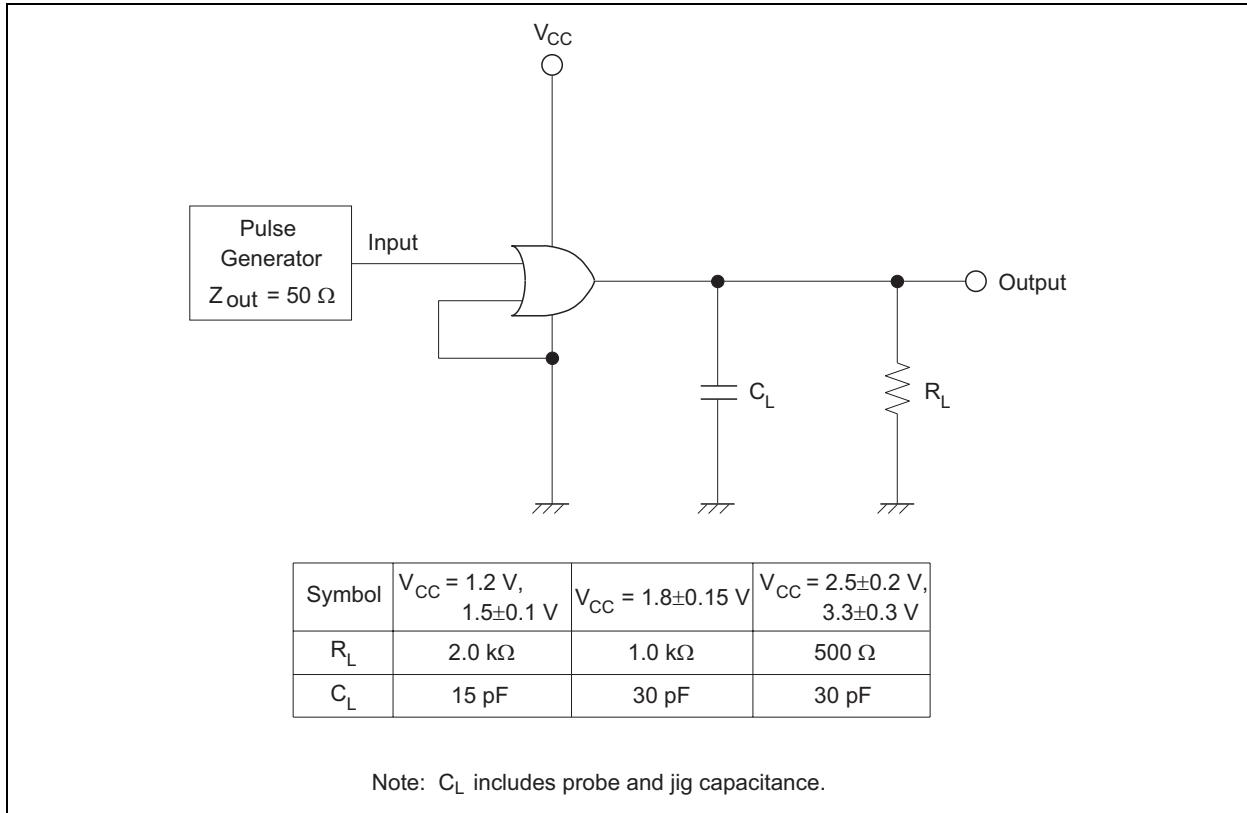 VCC
Pulse
Generator
Zout = 50 Ω
Input
Output
CL
RL
Symbol
VCC = 1.2 V,
1.5±0.1 V
VCC = 1.8±0.15 V
VCC = 2.5±0.2 V,
3.3±0.3 V
RL
2.0 kΩ
1.0 kΩ
500 Ω
CL
15 pF
30 pF
30 pF
Note: CL includes probe and jig capacitance.